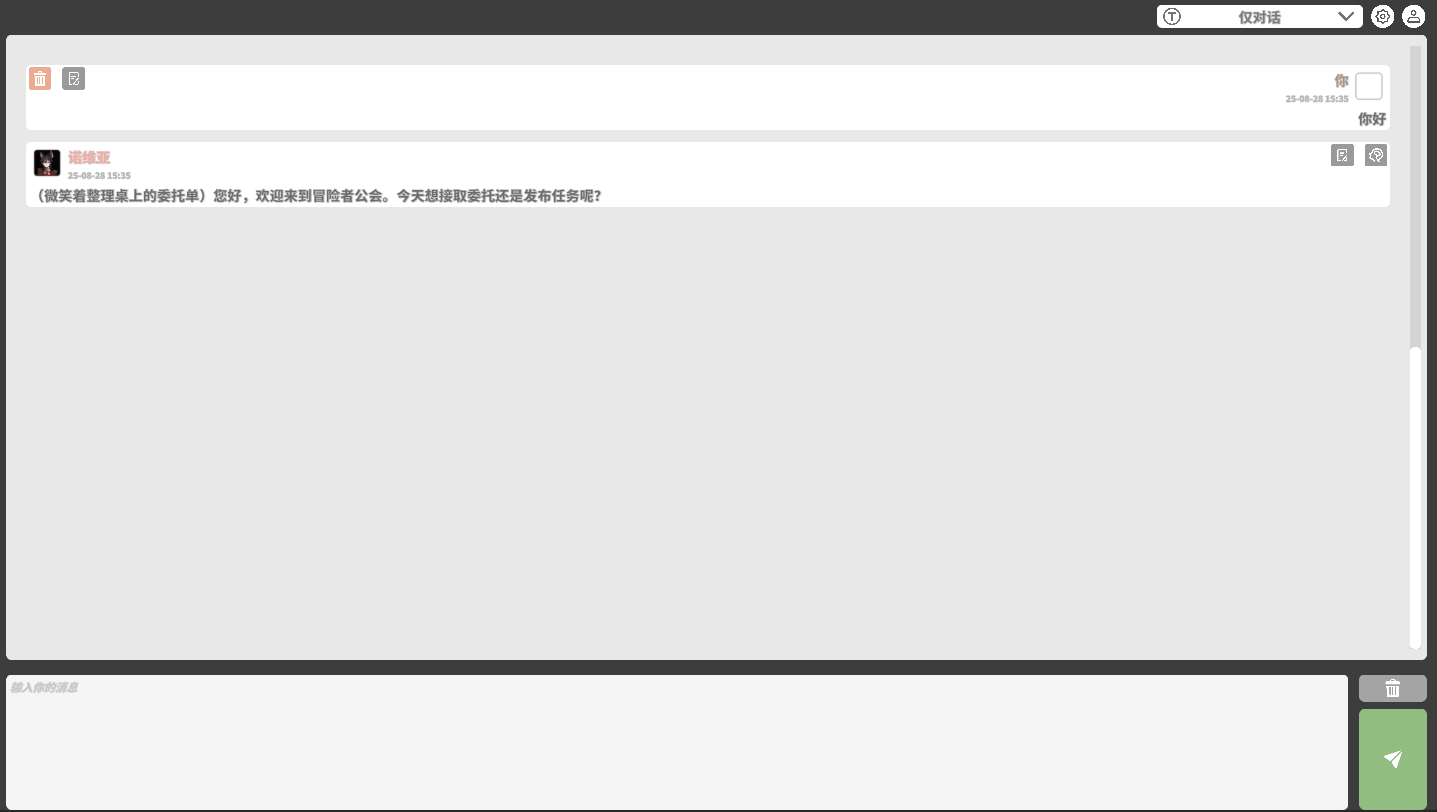 仅对话
你
25-08-28 15:35
你好
诺维亚
25-08-28 15:35
（微笑着整理桌上的委托单）您好，欢迎来到冒险者公会。今天想接取委托还是发布任务呢？
输入你的消息